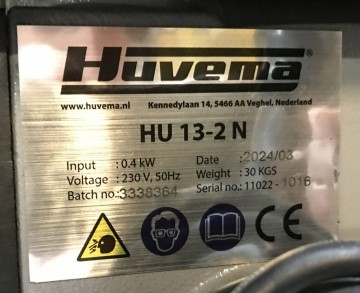 Huvema®
www.huvema.nl Kennedylaan 14, 5466 AA Veghel, Nederland
HU 13-2 N
Input : 0.4 kW Date : 2024/03
Voltage : 230 V, 50Hz Weight : 30 KGS
Batch no.: 3338364 Serial no.: 11022 - 1016
CE